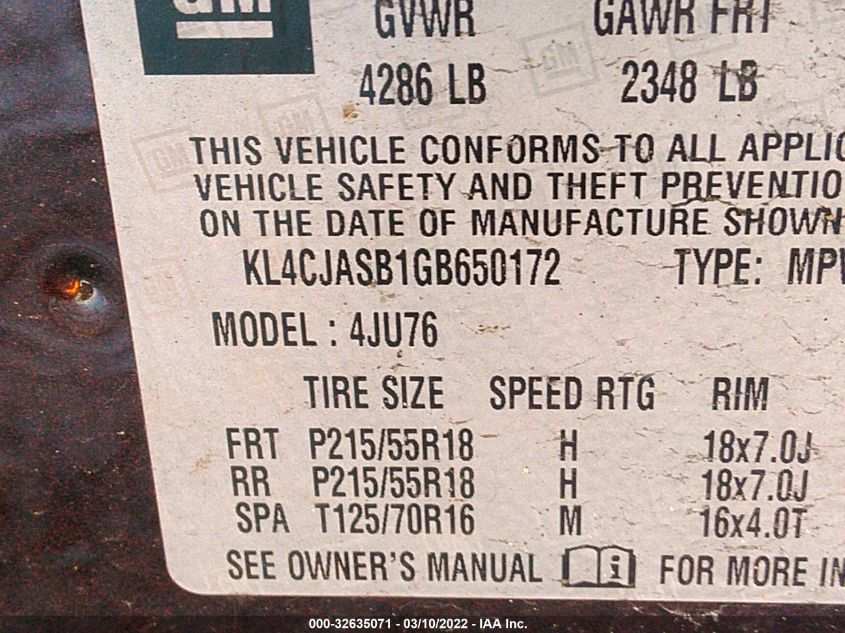 GM
GVWR GAWR FRT
4286 LB 2348 LB
THIS VEHICLE CONFORMS TO ALL APPLIC
VEHICLE SAFETY AND THEFT PREVENTIO
ON THE DATE OF MANUFACTURE SHOWN
KL4CJASB1GB650172 TYPE: MPV
MODEL : 4JU76
TIRE SIZE SPEED RTG RIM
FRT P215/55R18 H 18x7.0J
RR P215/55R18 H 18x7.0J
SPA T125/70R16 M 16x4.0T
SEE OWNER'S MANUAL i FOR MORE IN
000-32635071 / 03/10/2022 - IAA Inc.